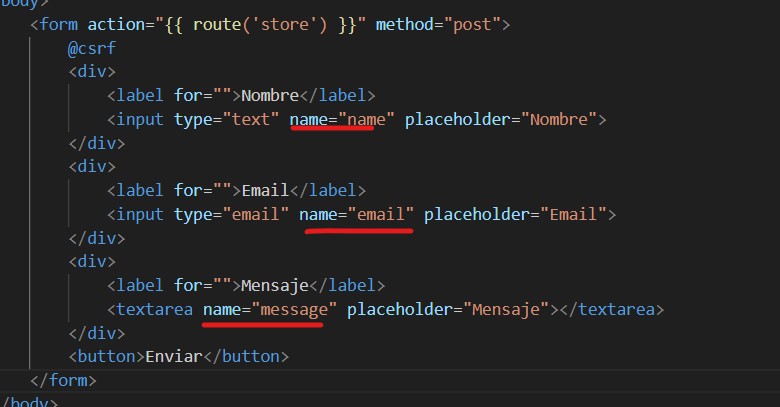 body>
<form action="{{ route('store') }}" method="post">
@csrf
<div>
<label for="">Nombre</label>
<input type="text" name="name" placeholder="Nombre">
</div>
<div>
<label for="">Email</label>
<input type="email" name="email" placeholder="Email">
</div>
<div>
<label for="">Mensaje</label>
<textarea name="message" placeholder="Mensaje"></textarea>
</div>
<button>Enviar</button>
</form>
/body>